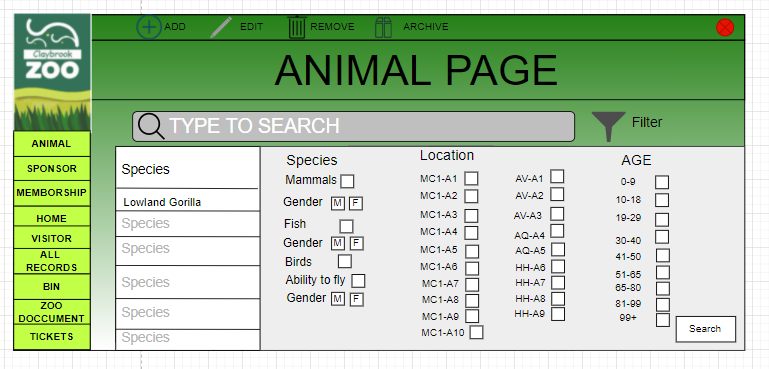 ADD
EDIT
REMOVE
ARCHIVE
Claybrook
ZOO
ANIMAL PAGE
TYPE TO SEARCH
Filter
ANIMAL
SPONSOR
MEMBORSHIP
HOME
VISITOR
ALL
RECORDS
BIN
ZOO
DOCCUMENT
TICKETS
Species
Lowland Gorilla
Species
Species
Species
Species
Species
Species
Mammals
Gender M F
Fish
Gender M F
Birds
Ability to fly
Gender M F
Location
MC1-A1
MC1-A2
MC1-A3
MC1-A4
MC1-A5
MC1-A6
MC1-A7
MC1-A8
MC1-A9
MC1-A10
AV-A1
AV-A2
AV-A3
AQ-A4
AQ-A5
HH-A6
HH-A7
HH-A8
HH-A9
AGE
0-9
10-18
19-29
30-40
41-50
51-65
65-80
81-99
99+
Search